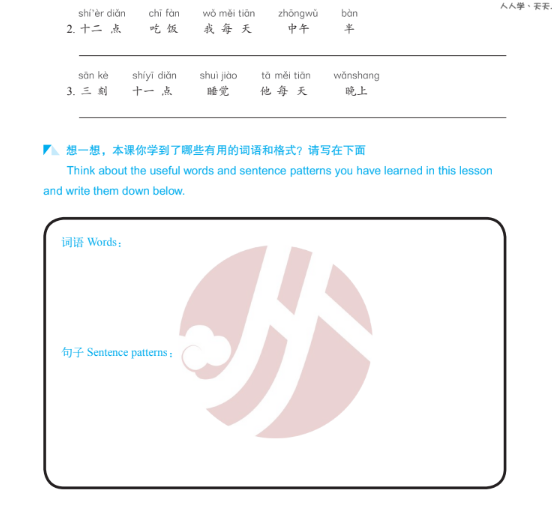 人人學、
shí'èr diǎn chī fàn wǒ měi tiān zhōngwǔ bàn
2. 十二 点 吃 饭 我 每 天 中午 半
sān kè shíyī diǎn shuì jiào tā měi tiān wǎnshang
3. 三 刻 十一 点 睡觉 他 每 天 晚上
想一想，本课你学到了哪些有用的词语和格式？请写在下面
Think about the useful words and sentence patterns you have learned in this lesson
and write them down below.
词语 Words：
句子 Sentence patterns：